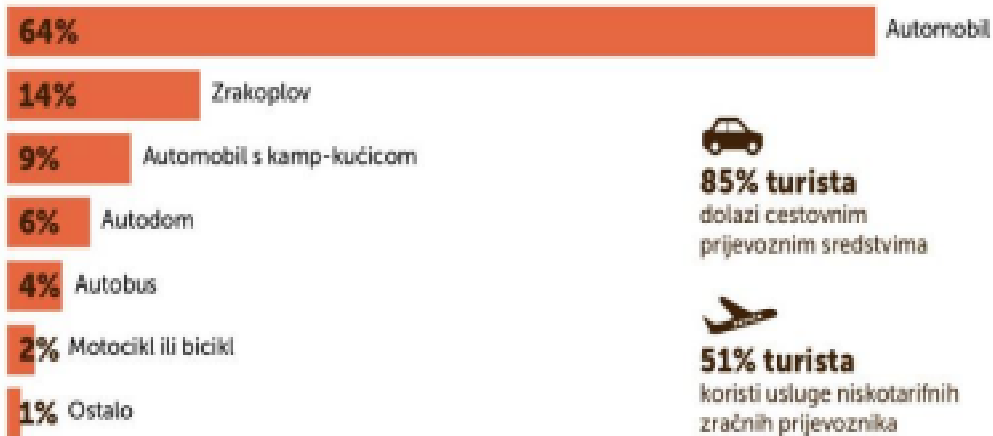 64%
Automobil
14%
Zrakoplov
9%
Automobil s kamp-kućicom
6%
Autodom
4%
Autobus
2%
Motocikl ili bicikl
1%
Ostalo
85% turista
dolazi cestovnim
prijevoznim sredstvima
51% turista
koristi usluge niskotarifnih
zračnih prijevoznika